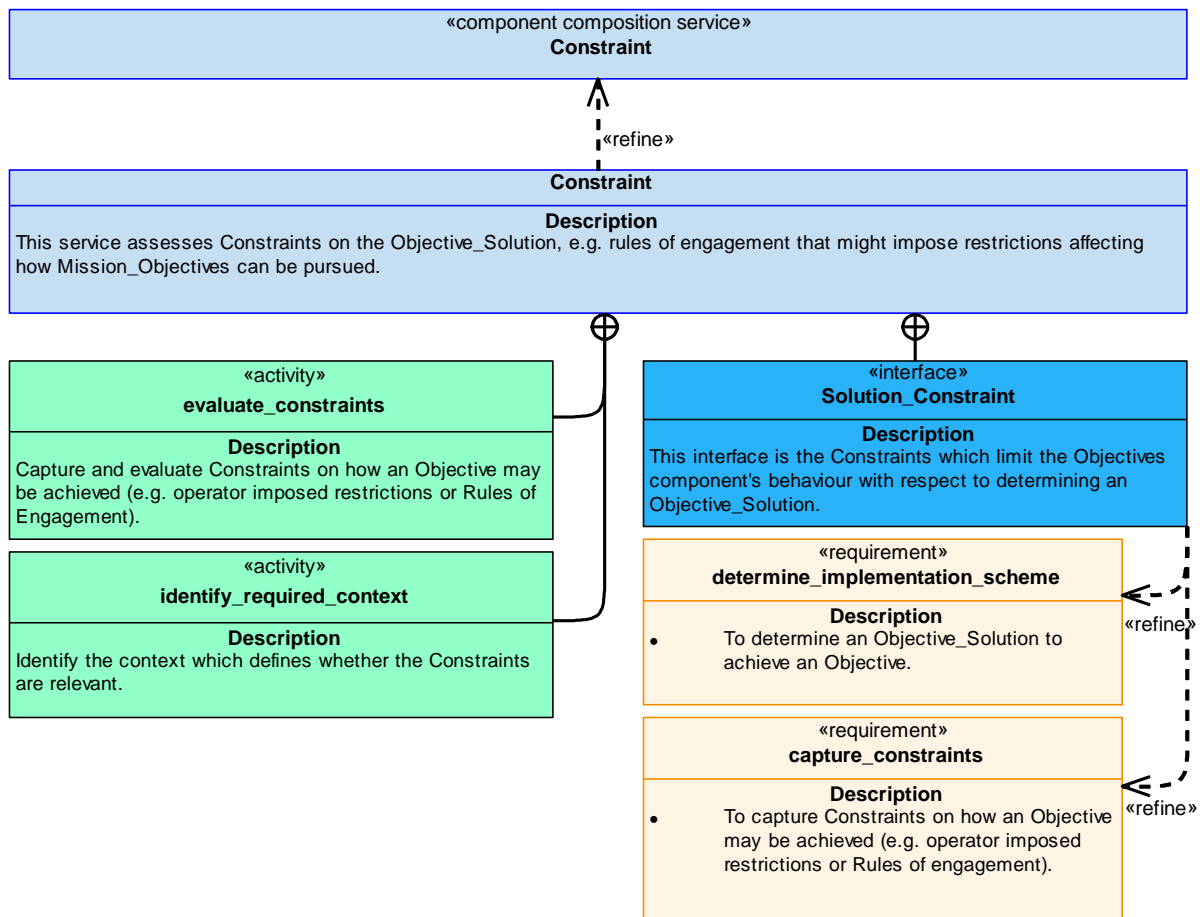 «component composition service»
Constraint
«refine»
Constraint
Description
This service assesses Constraints on the Objective_Solution, e.g. rules of engagement that might impose restrictions affecting
how Mission_Objectives can be pursued.
«activity»
evaluate_constraints
Description
Capture and evaluate Constraints on how an Objective may
be achieved (e.g. operator imposed restrictions or Rules of
Engagement).
«activity»
identify_required_context
Description
Identify the context which defines whether the Constraints
are relevant.
«interface»
Solution_Constraint
Description
This interface is the Constraints which limit the Objectives
component's behaviour with respect to determining an
Objective_Solution.
«requirement»
determine_implementation_scheme
Description
• To determine an Objective_Solution to
achieve an Objective.
«refine»
«requirement»
capture_constraints
Description
• To capture Constraints on how an Objective
may be achieved (e.g. operator imposed
restrictions or Rules of engagement).
«refine»